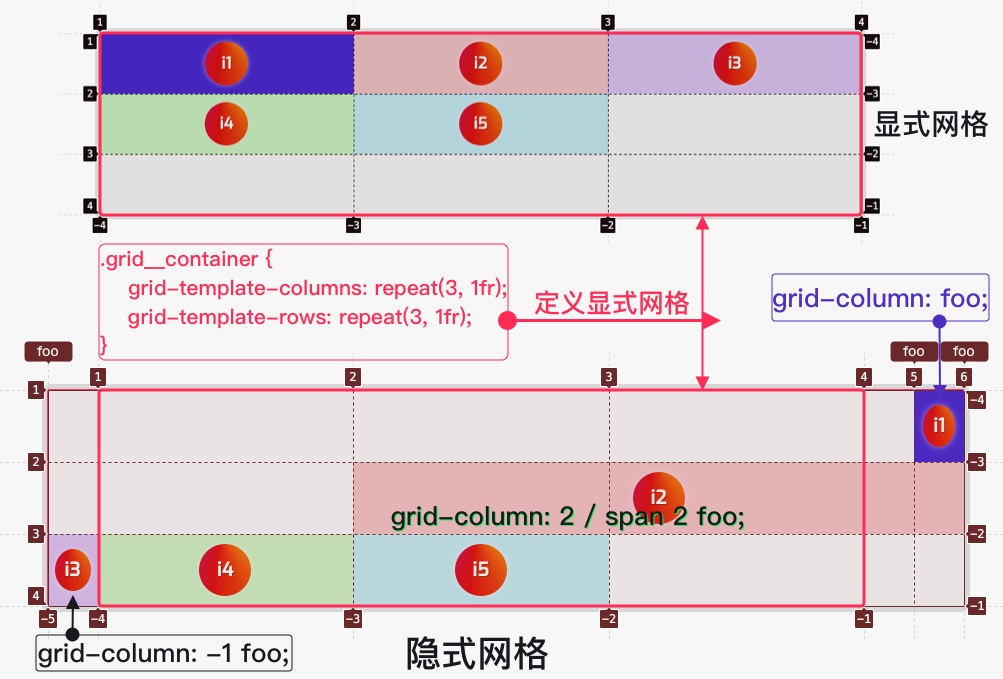 1 2 3 4
1 i1 i2 i3 -4
2 -3
i4 i5 显式网格
3 -2
4 -1
-4 -3 -2 -1
.grid__container {
grid-template-columns: repeat(3, 1fr);
grid-template-rows: repeat(3, 1fr);
}
定义显式网格
grid-column: foo;
foo foo foo
1 2 3 4 5 6
1 -4
i1
2 -3
i2
grid-column: 2 / span 2 foo;
3 -2
i3 i4 i5
4 -1
-5 -4 -3 -2 -1
grid-column: -1 foo;
隐式网格